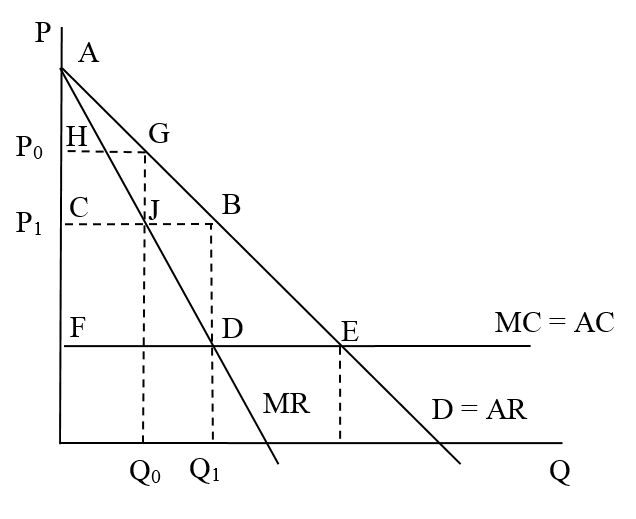 P
A
P₀ H G
P₁ C J B
F D E MC = AC
MR D = AR
Q₀ Q₁ Q